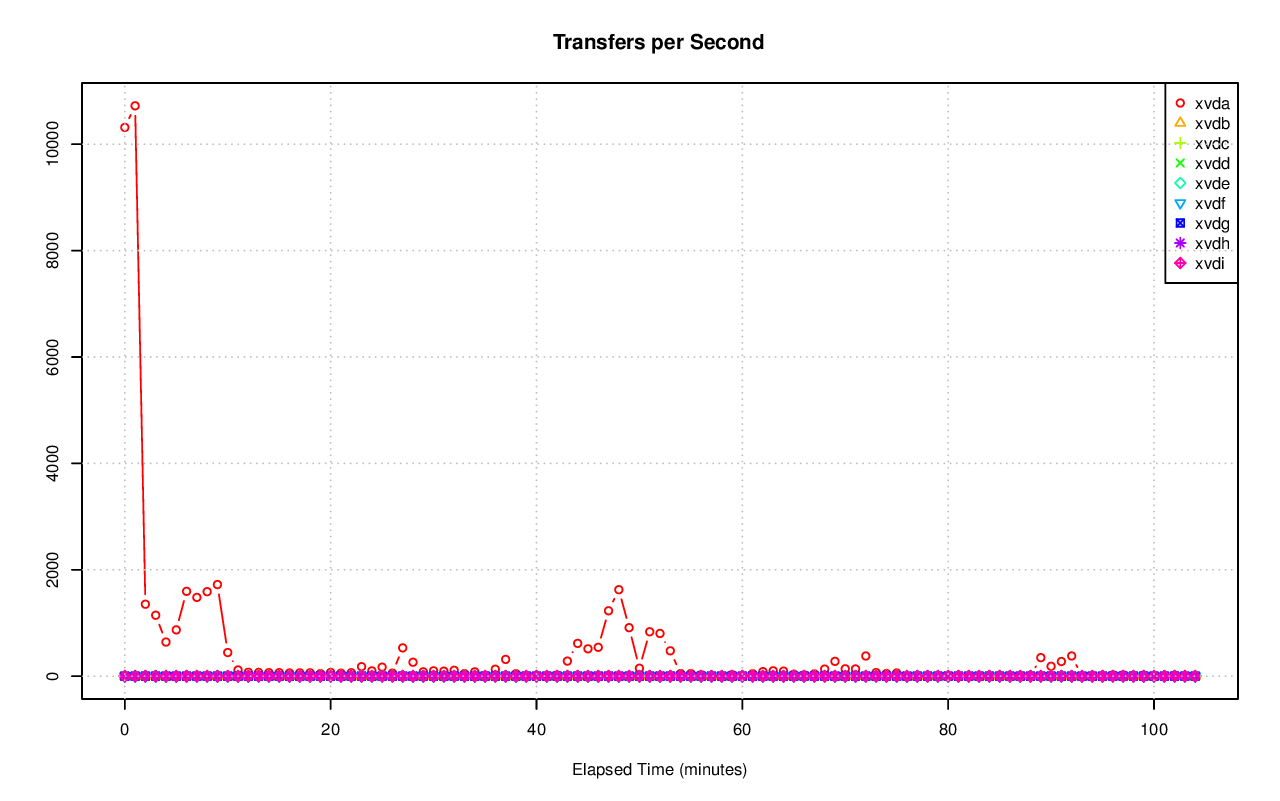 Transfers per Second
10000
8000
6000
4000
2000
0
xvda
xvdb
xvdc
xvdd
xvde
xvdf
xvdg
xvdh
xvdi
0 20 40 60 80 100
Elapsed Time (minutes)